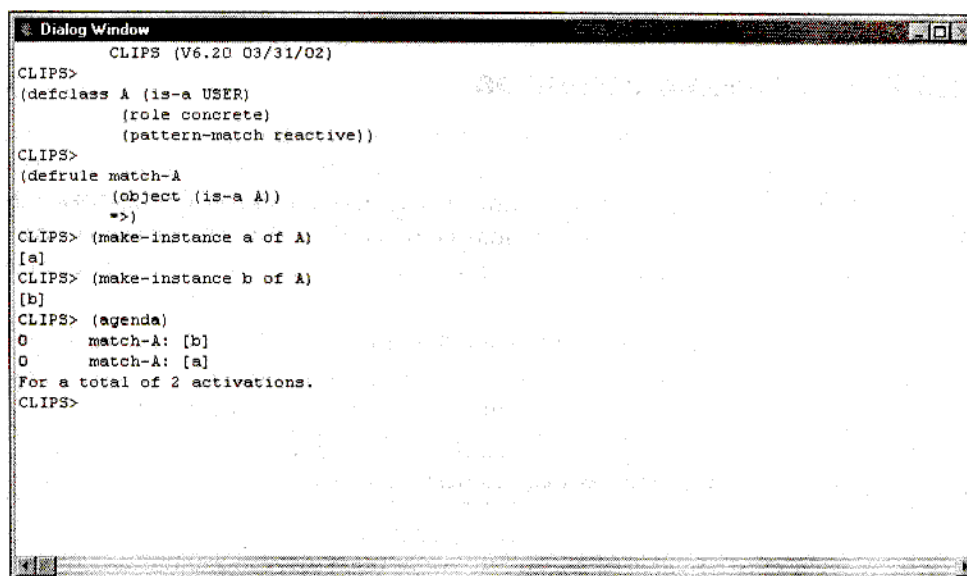 Dialog Window
CLIPS (V6.20 03/31/02)
CLIPS>
(defclass A (is-a USER)
(role concrete)
(pattern-match reactive))
CLIPS>
(defrule match-A
(object (is-a A))
=>)
CLIPS> (make-instance a of A)
[a]
CLIPS> (make-instance b of A)
[b]
CLIPS> (agenda)
0 match-A: [b]
0 match-A: [a]
For a total of 2 activations.
CLIPS>